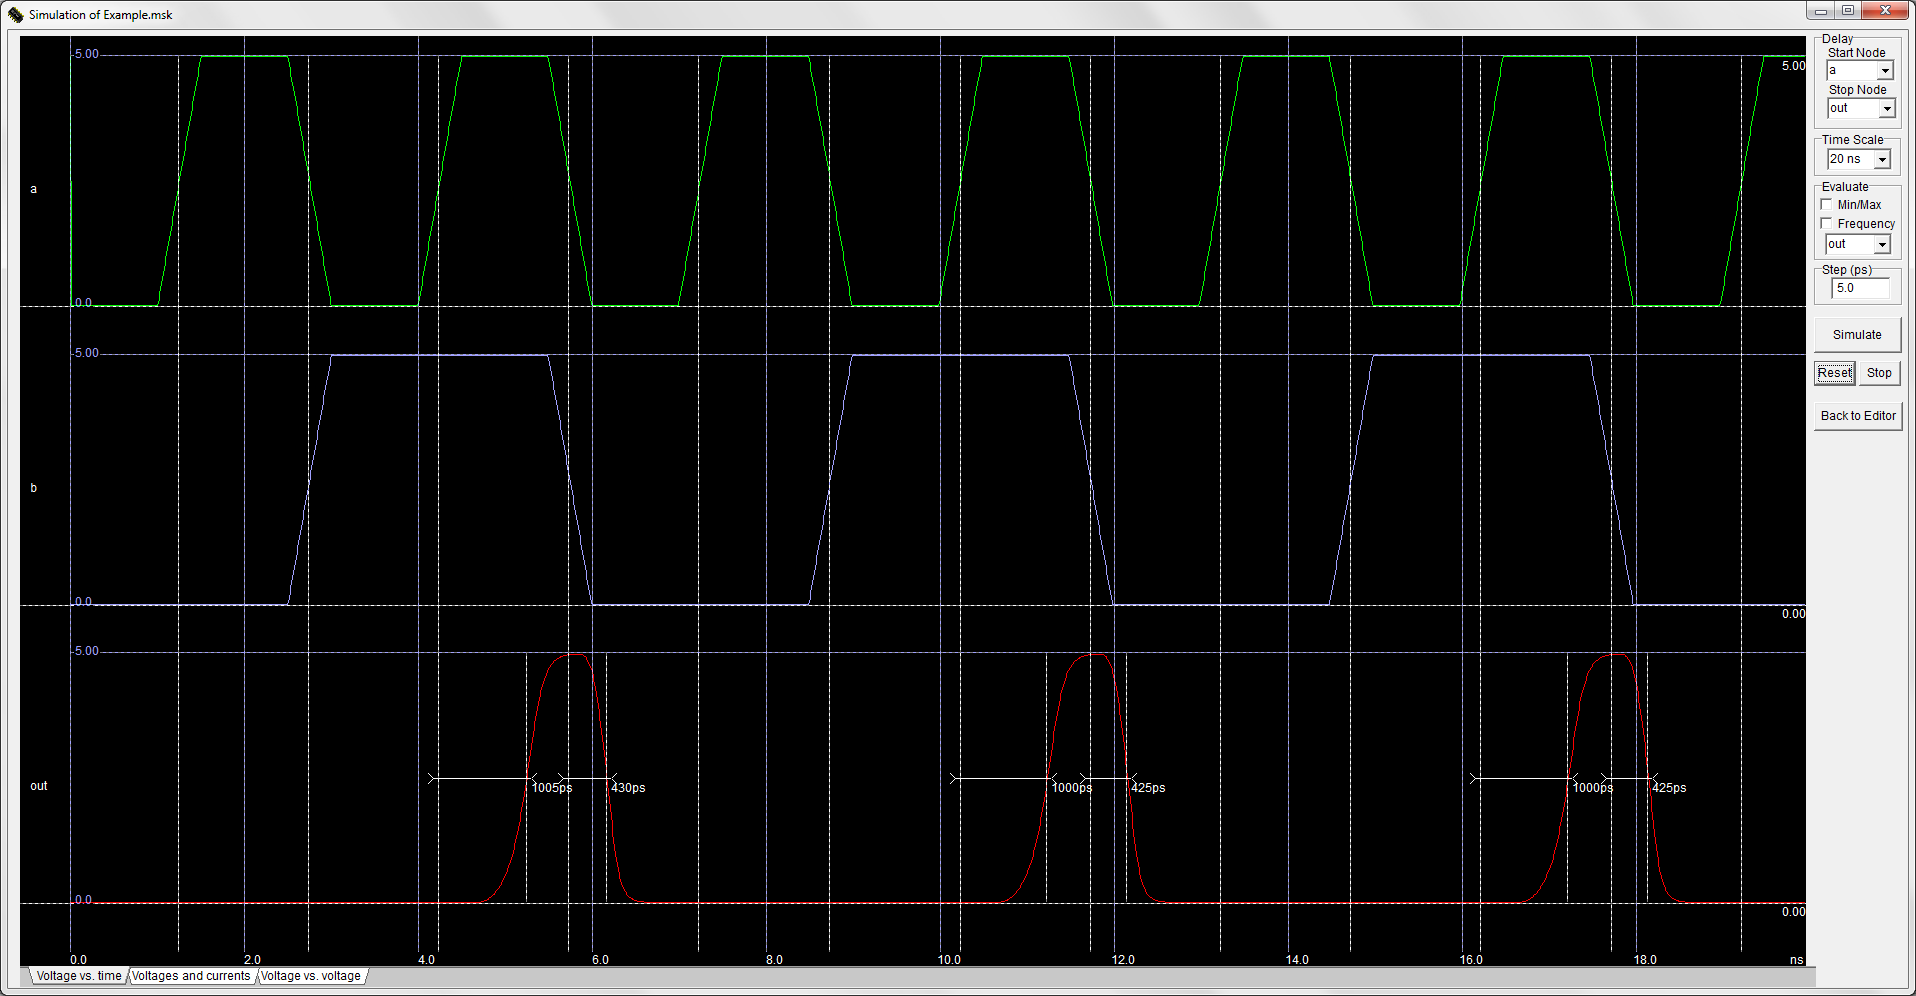 Simulation of Example.msk
5.00
5.00
a
0.0
5.00
b
0.0
0.00
5.00
out
1005ps
430ps
1000ps
425ps
1000ps
425ps
0.0
0.00
0.0 2.0 4.0 6.0 8.0 10.0 12.0 14.0 16.0 18.0 ns
Voltage vs. time Voltages and currents Voltage vs. voltage
Delay
Start Node
a
Stop Node
out
Time Scale
20 ns
Evaluate
Min/Max
Frequency
out
Step (ps)
5.0
Simulate
Reset Stop
Back to Editor